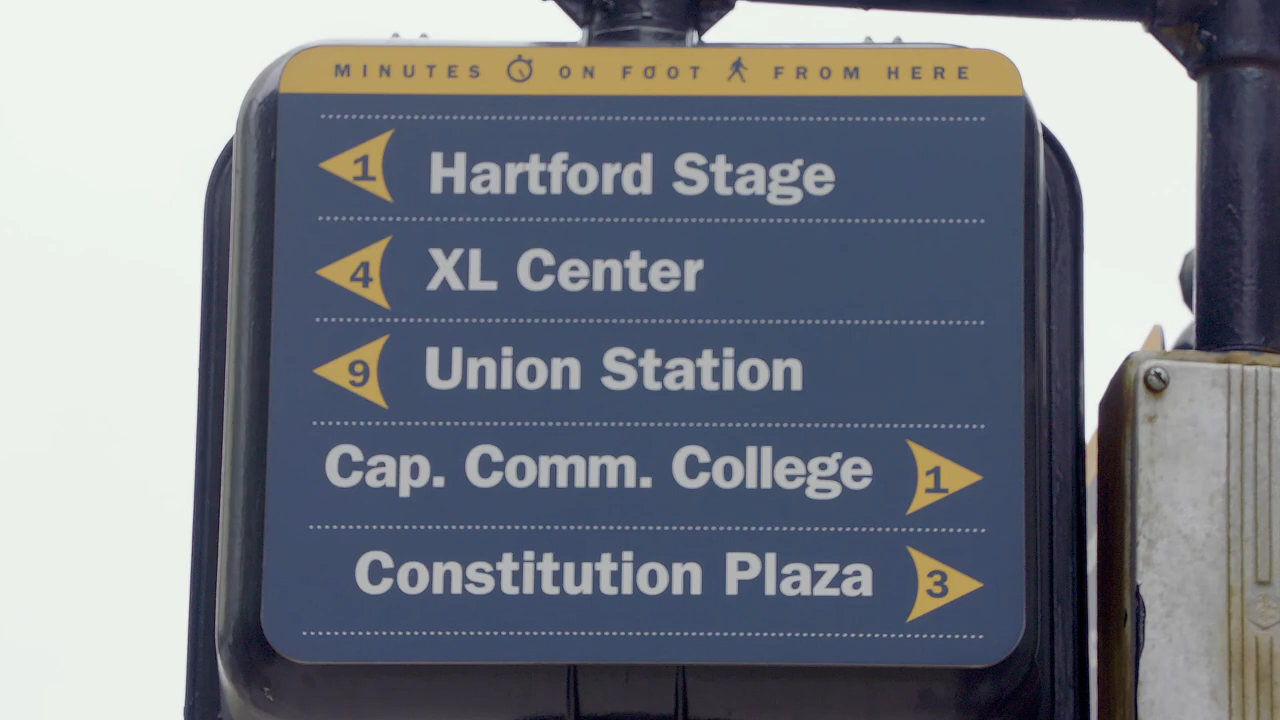 MINUTES ON FOOT FROM HERE
1 Hartford Stage
4 XL Center
9 Union Station
Cap. Comm. College 1
Constitution Plaza 3